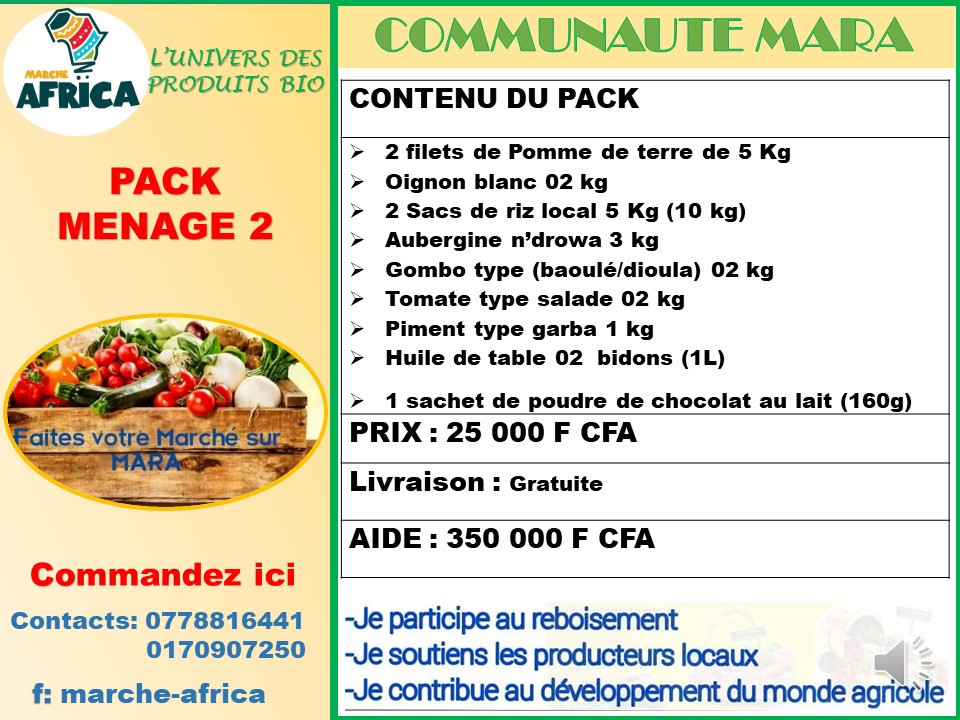 MARCHE
AFRICA
L'UNIVERS DES
PRODUITS BIO
PACK
MENAGE 2
Faites votre Marché sur
MARA
Commandez ici
Contacts: 0778816441
0170907250
f: marche-africa
COMMUNAUTE MARA
CONTENU DU PACK
➢ 2 filets de Pomme de terre de 5 Kg
➢ Oignon blanc 02 kg
➢ 2 Sacs de riz local 5 Kg (10 kg)
➢ Aubergine n'drowa 3 kg
➢ Gombo type (baoulé/dioula) 02 kg
➢ Tomate type salade 02 kg
➢ Piment type garba 1 kg
➢ Huile de table 02 bidons (1L)
➢ 1 sachet de poudre de chocolat au lait (160g)
PRIX : 25 000 F CFA
Livraison : Gratuite
AIDE : 350 000 F CFA
-Je participe au reboisement
-Je soutiens les producteurs locaux
-Je contribue au développement du monde agricole